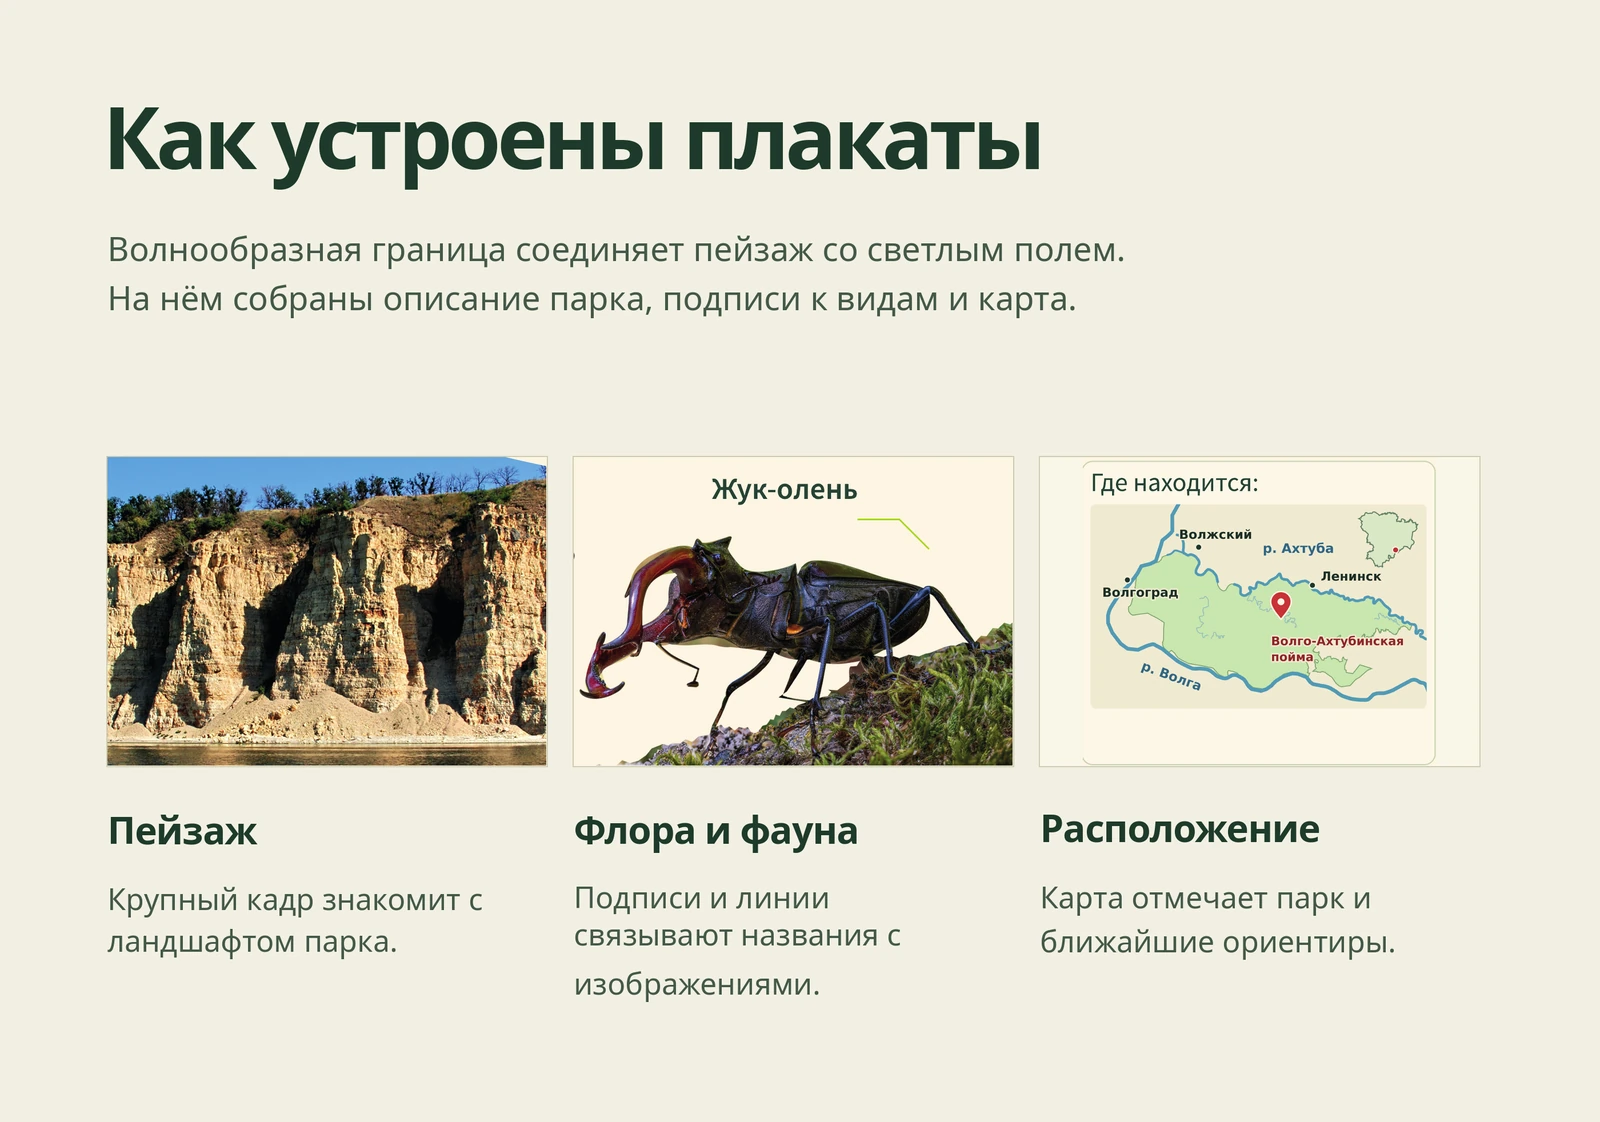 Как устроены плакаты
Волнообразная граница соединяет пейзаж со светлым полем.
На нём собраны описание парка, подписи к видам и карта.
Жук-олень
Где находится:
Волжский
р. Ахтуба
Ленинск
Волгоград
Волго-Ахтубинская
пойма
р. Волга
Пейзаж
Крупный кадр знакомит с
ландшафтом парка.
Флора и фауна
Подписи и линии
связывают названия с
изображениями.
Расположение
Карта отмечает парк и
ближайшие ориентиры.